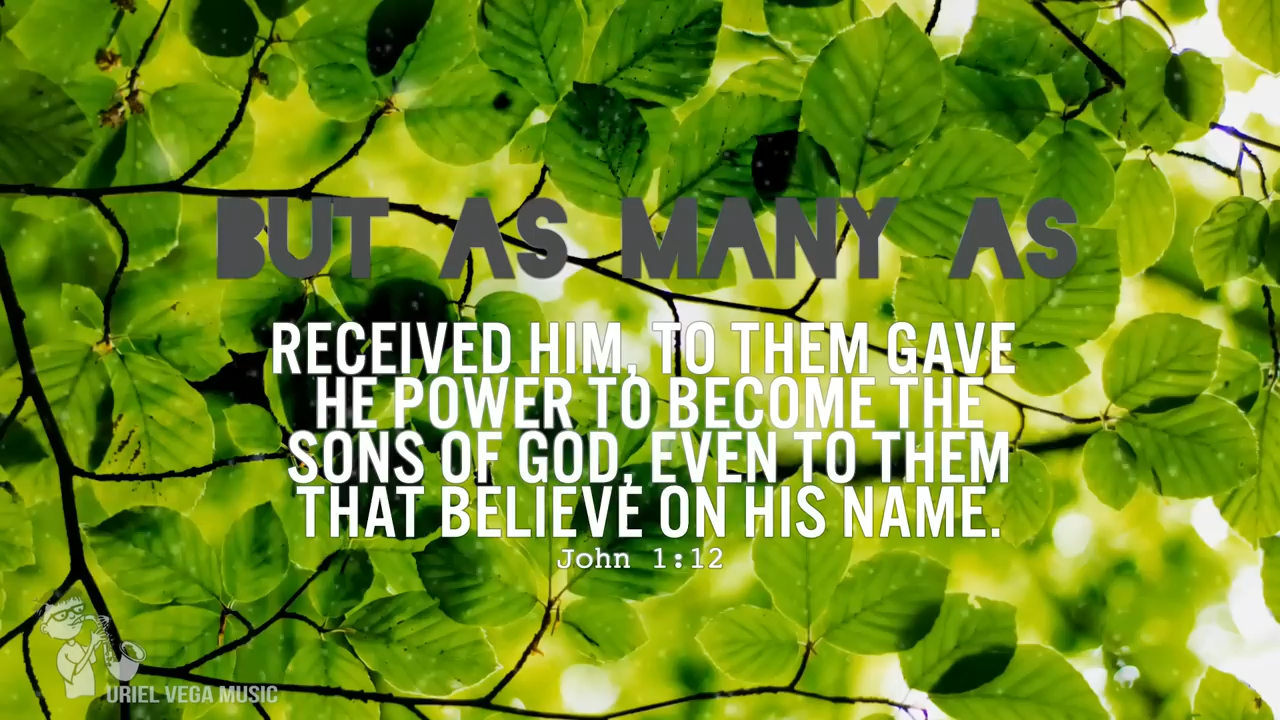 BUT AS MANY AS
RECEIVED HIM, TO THEM GAVE
HE POWER TO BECOME THE
SONS OF GOD, EVEN TO THEM
THAT BELIEVE ON HIS NAME.
John 1:12
URIEL VEGA MUSIC